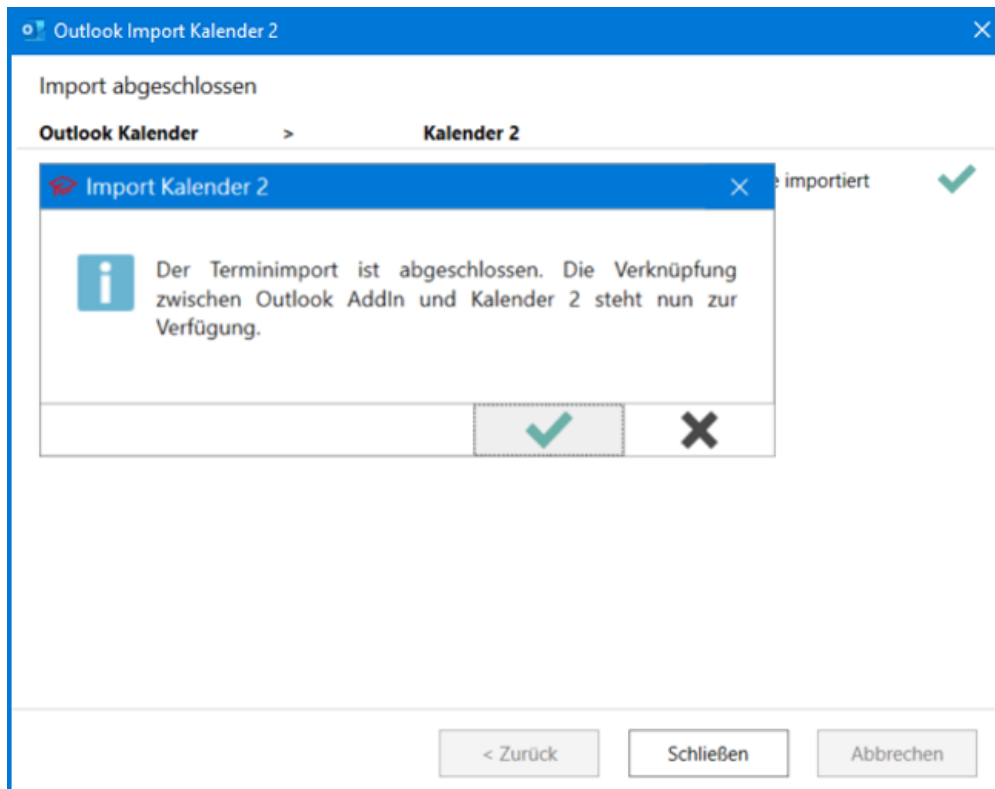 Outlook Import Kalender 2
Import abgeschlossen
Outlook Kalender > Kalender 2
importiert
Import Kalender 2
Der Terminimport ist abgeschlossen. Die Verknüpfung
zwischen Outlook AddIn und Kalender 2 steht nun zur
Verfügung.
< Zurück
Schließen
Abbrechen